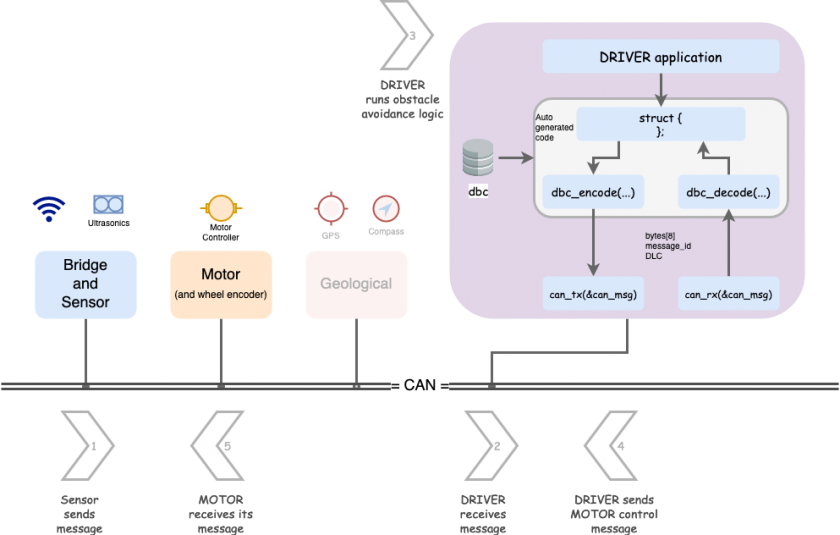 3
DRIVER
runs obstacle
avoidance logic
DRIVER application
Auto
generated
code
struct {
};
dbc
dbc_encode(...)
dbc_decode(...)
bytes[8]
message_id
DLC
can_tx(&can_msg)
can_rx(&can_msg)
Ultrasonics
Motor
Controller
GPS
Compass
Bridge
and
Sensor
Motor
(and wheel encoder)
Geological
= CAN =
1
Sensor
sends
message
5
MOTOR
receives its
message
2
DRIVER
receives
message
4
DRIVER sends
MOTOR control
message